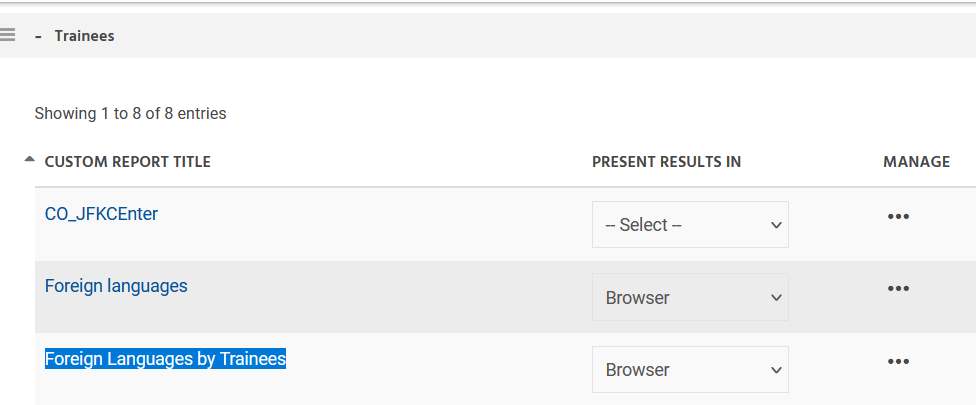 - Trainees
Showing 1 to 8 of 8 entries
CUSTOM REPORT TITLE PRESENT RESULTS IN MANAGE
CO_JFKCEnter -- Select --
Foreign languages Browser
Foreign Languages by Trainees Browser